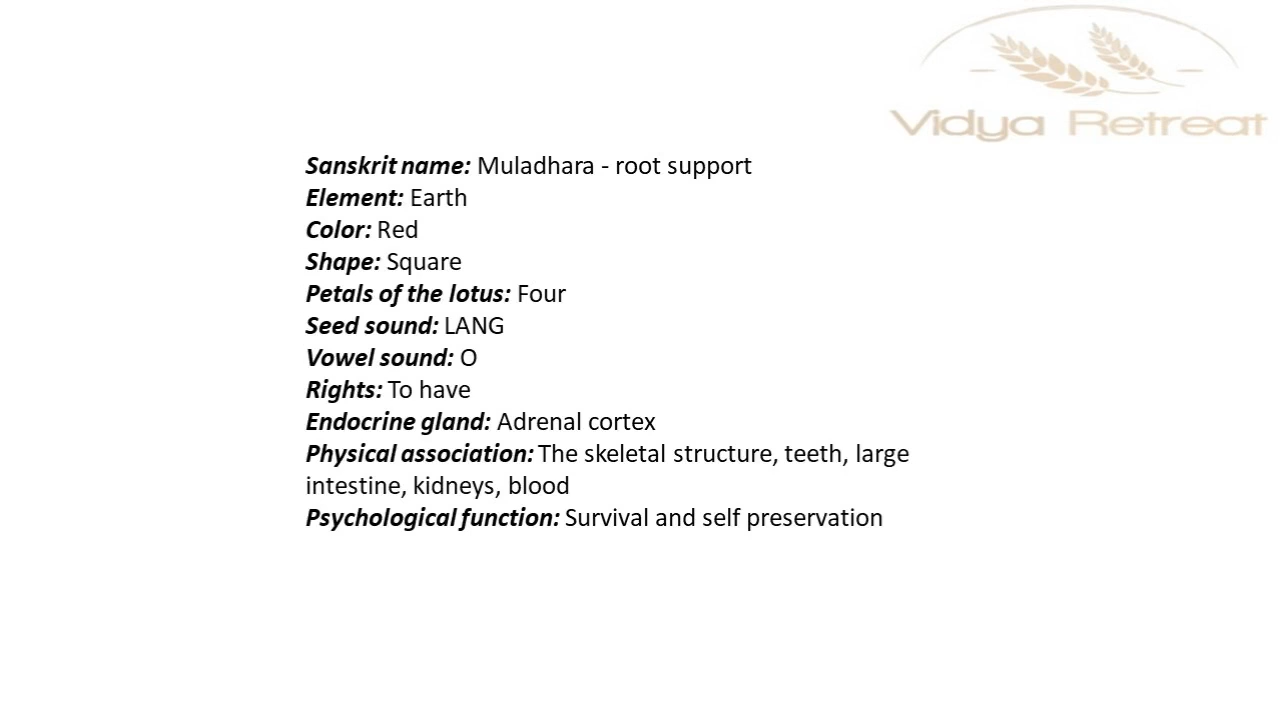 Vidya Retreat
Sanskrit name: Muladhara - root support
Element: Earth
Color: Red
Shape: Square
Petals of the lotus: Four
Seed sound: LANG
Vowel sound: O
Rights: To have
Endocrine gland: Adrenal cortex
Physical association: The skeletal structure, teeth, large
intestine, kidneys, blood
Psychological function: Survival and self preservation